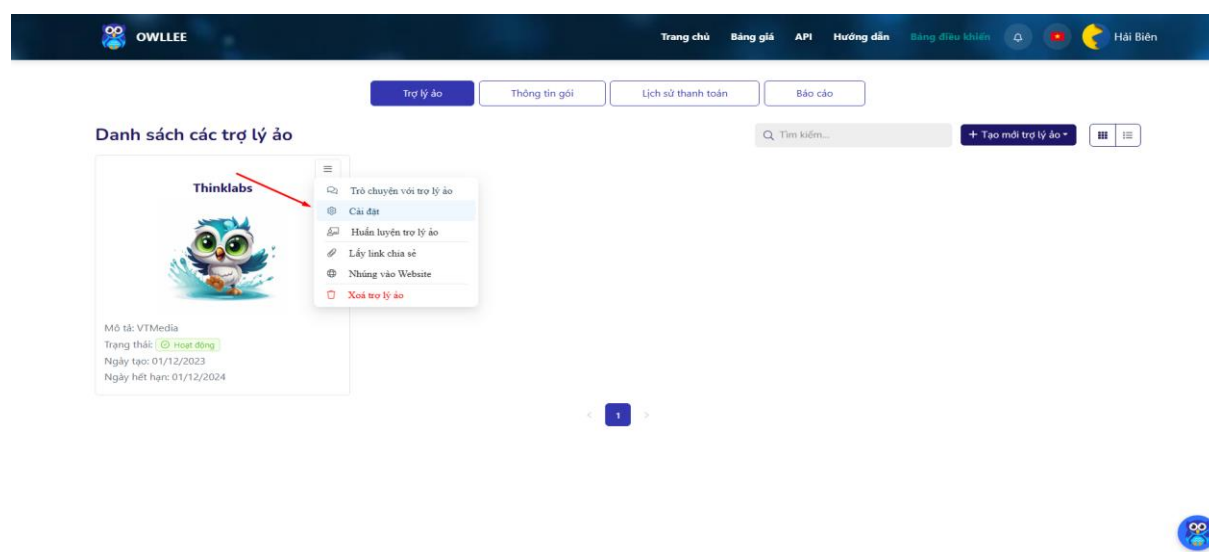 OWLLEE
Trang chủ Bảng giá API Hướng dẫn Bảng điều khiển Hải Biên
Trợ lý ảo Thông tin gói Lịch sử thanh toán Báo cáo
Danh sách các trợ lý ảo
Tìm kiếm...
+ Tạo mới trợ lý ảo
Thinklabs
Trò chuyện với trợ lý ảo
Cài đặt
Huấn luyện trợ lý ảo
Lấy link chia sẻ
Nhúng vào Website
Xoá trợ lý ảo
Mô tả: VTMedia
Trạng thái: Hoạt động
Ngày tạo: 01/12/2023
Ngày hết hạn: 01/12/2024
< 1 >